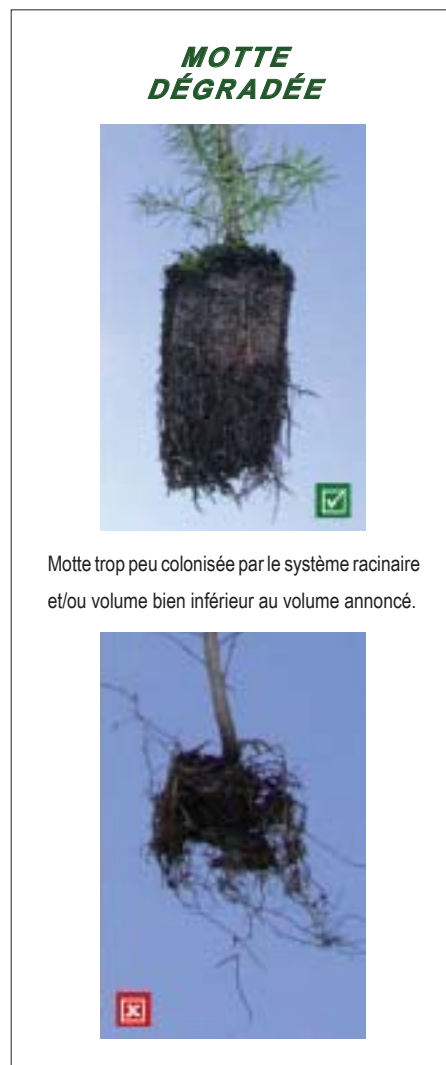 MOTTE
DÉGRADÉE
Motte trop peu colonisée par le système racinaire
et/ou volume bien inférieur au volume annoncé.